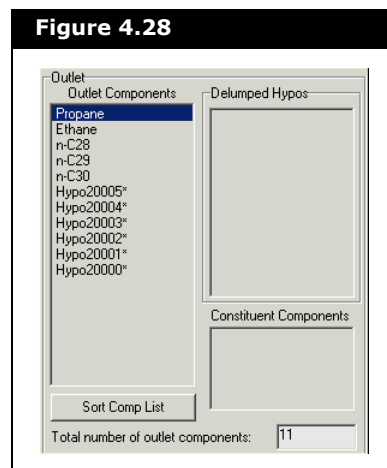 Figure 4.28
Outlet
Outlet Components
Propane
Ethane
n-C28
n-C29
n-C30
Hypo20005*
Hypo20004*
Hypo20003*
Hypo20002*
Hypo20001*
Hypo20000*
Sort Comp List
Delumped Hypos
Constituent Components
Total number of outlet components: 11